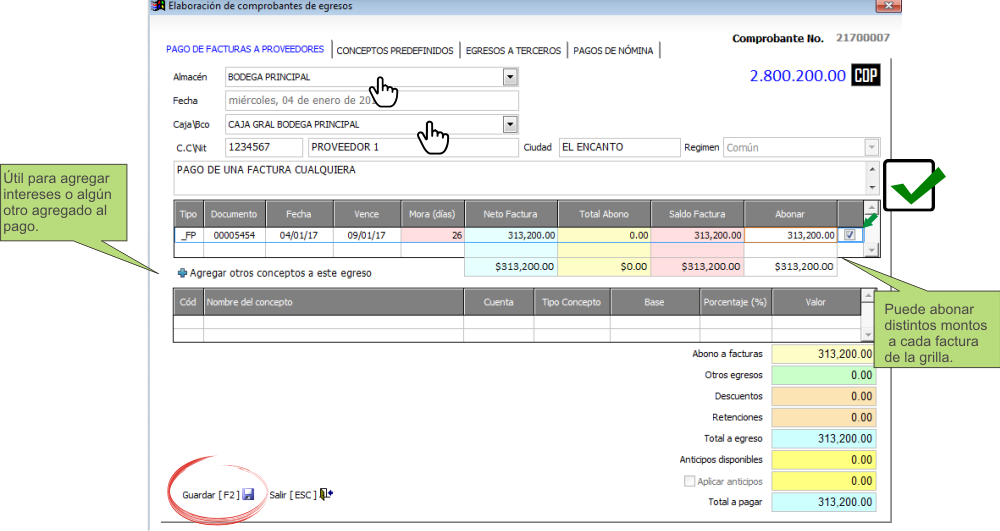 Elaboración de comprobantes de egresos
Comprobante No. 21700007
PAGO DE FACTURAS A PROVEEDORES CONCEPTOS PREDEFINIDOS EGRESOS A TERCEROS PAGOS DE NÓMINA
Almacén BODEGA PRINCIPAL 2.800.200.00 COP
Fecha miércoles, 04 de enero de
Caja\Bco CAJA GRAL BODEGA PRINCIPAL
C.C\Nit 1234567 PROVEEDOR 1 Ciudad EL ENCANTO Regimen Común
PAGO DE UNA FACTURA CUALQUIERA
Útil para agregar
intereses o algún
otro agregado al
pago.
Tipo Documento Fecha Vence Mora (días) Neto Factura Total Abono Saldo Factura Abonar
_FP 00005454 04/01/17 09/01/17 26 313,200.00 0.00 313,200.00 313,200.00
$313,200.00 $0.00 $313,200.00 $313,200.00
Agregar otros conceptos a este egreso
Cód Nombre del concepto Cuenta Tipo Concepto Base Porcentaje (%) Valor
Puede abonar
distintos montos
a cada factura
de la grilla.
Abono a facturas 313,200.00
Otros egresos 0.00
Descuentos 0.00
Retenciones 0.00
Total a egreso 313,200.00
Anticipos disponibles 0.00
Aplicar anticipos 0.00
Total a pagar 313,200.00
Guardar [ F2 ] Salir [ ESC ]